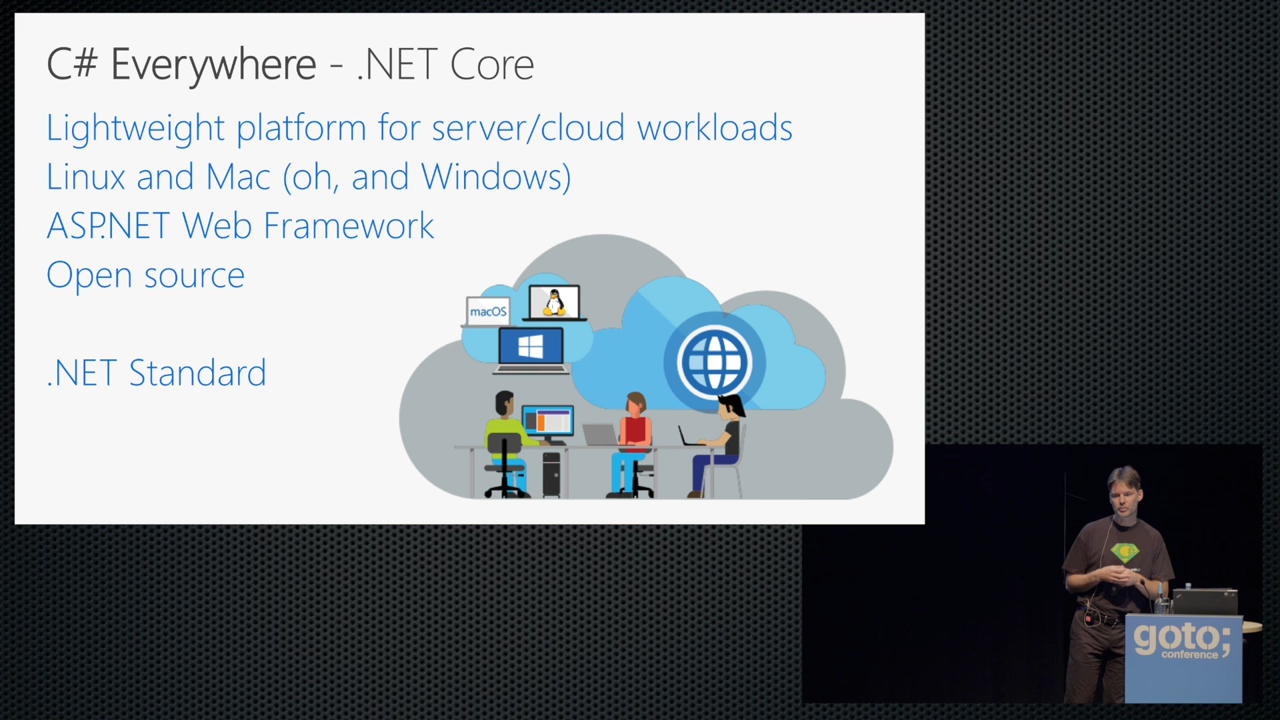 C# Everywhere - .NET Core
Lightweight platform for server/cloud workloads
Linux and Mac (oh, and Windows)
ASP.NET Web Framework
Open source
.NET Standard
macOS
goto;
conference